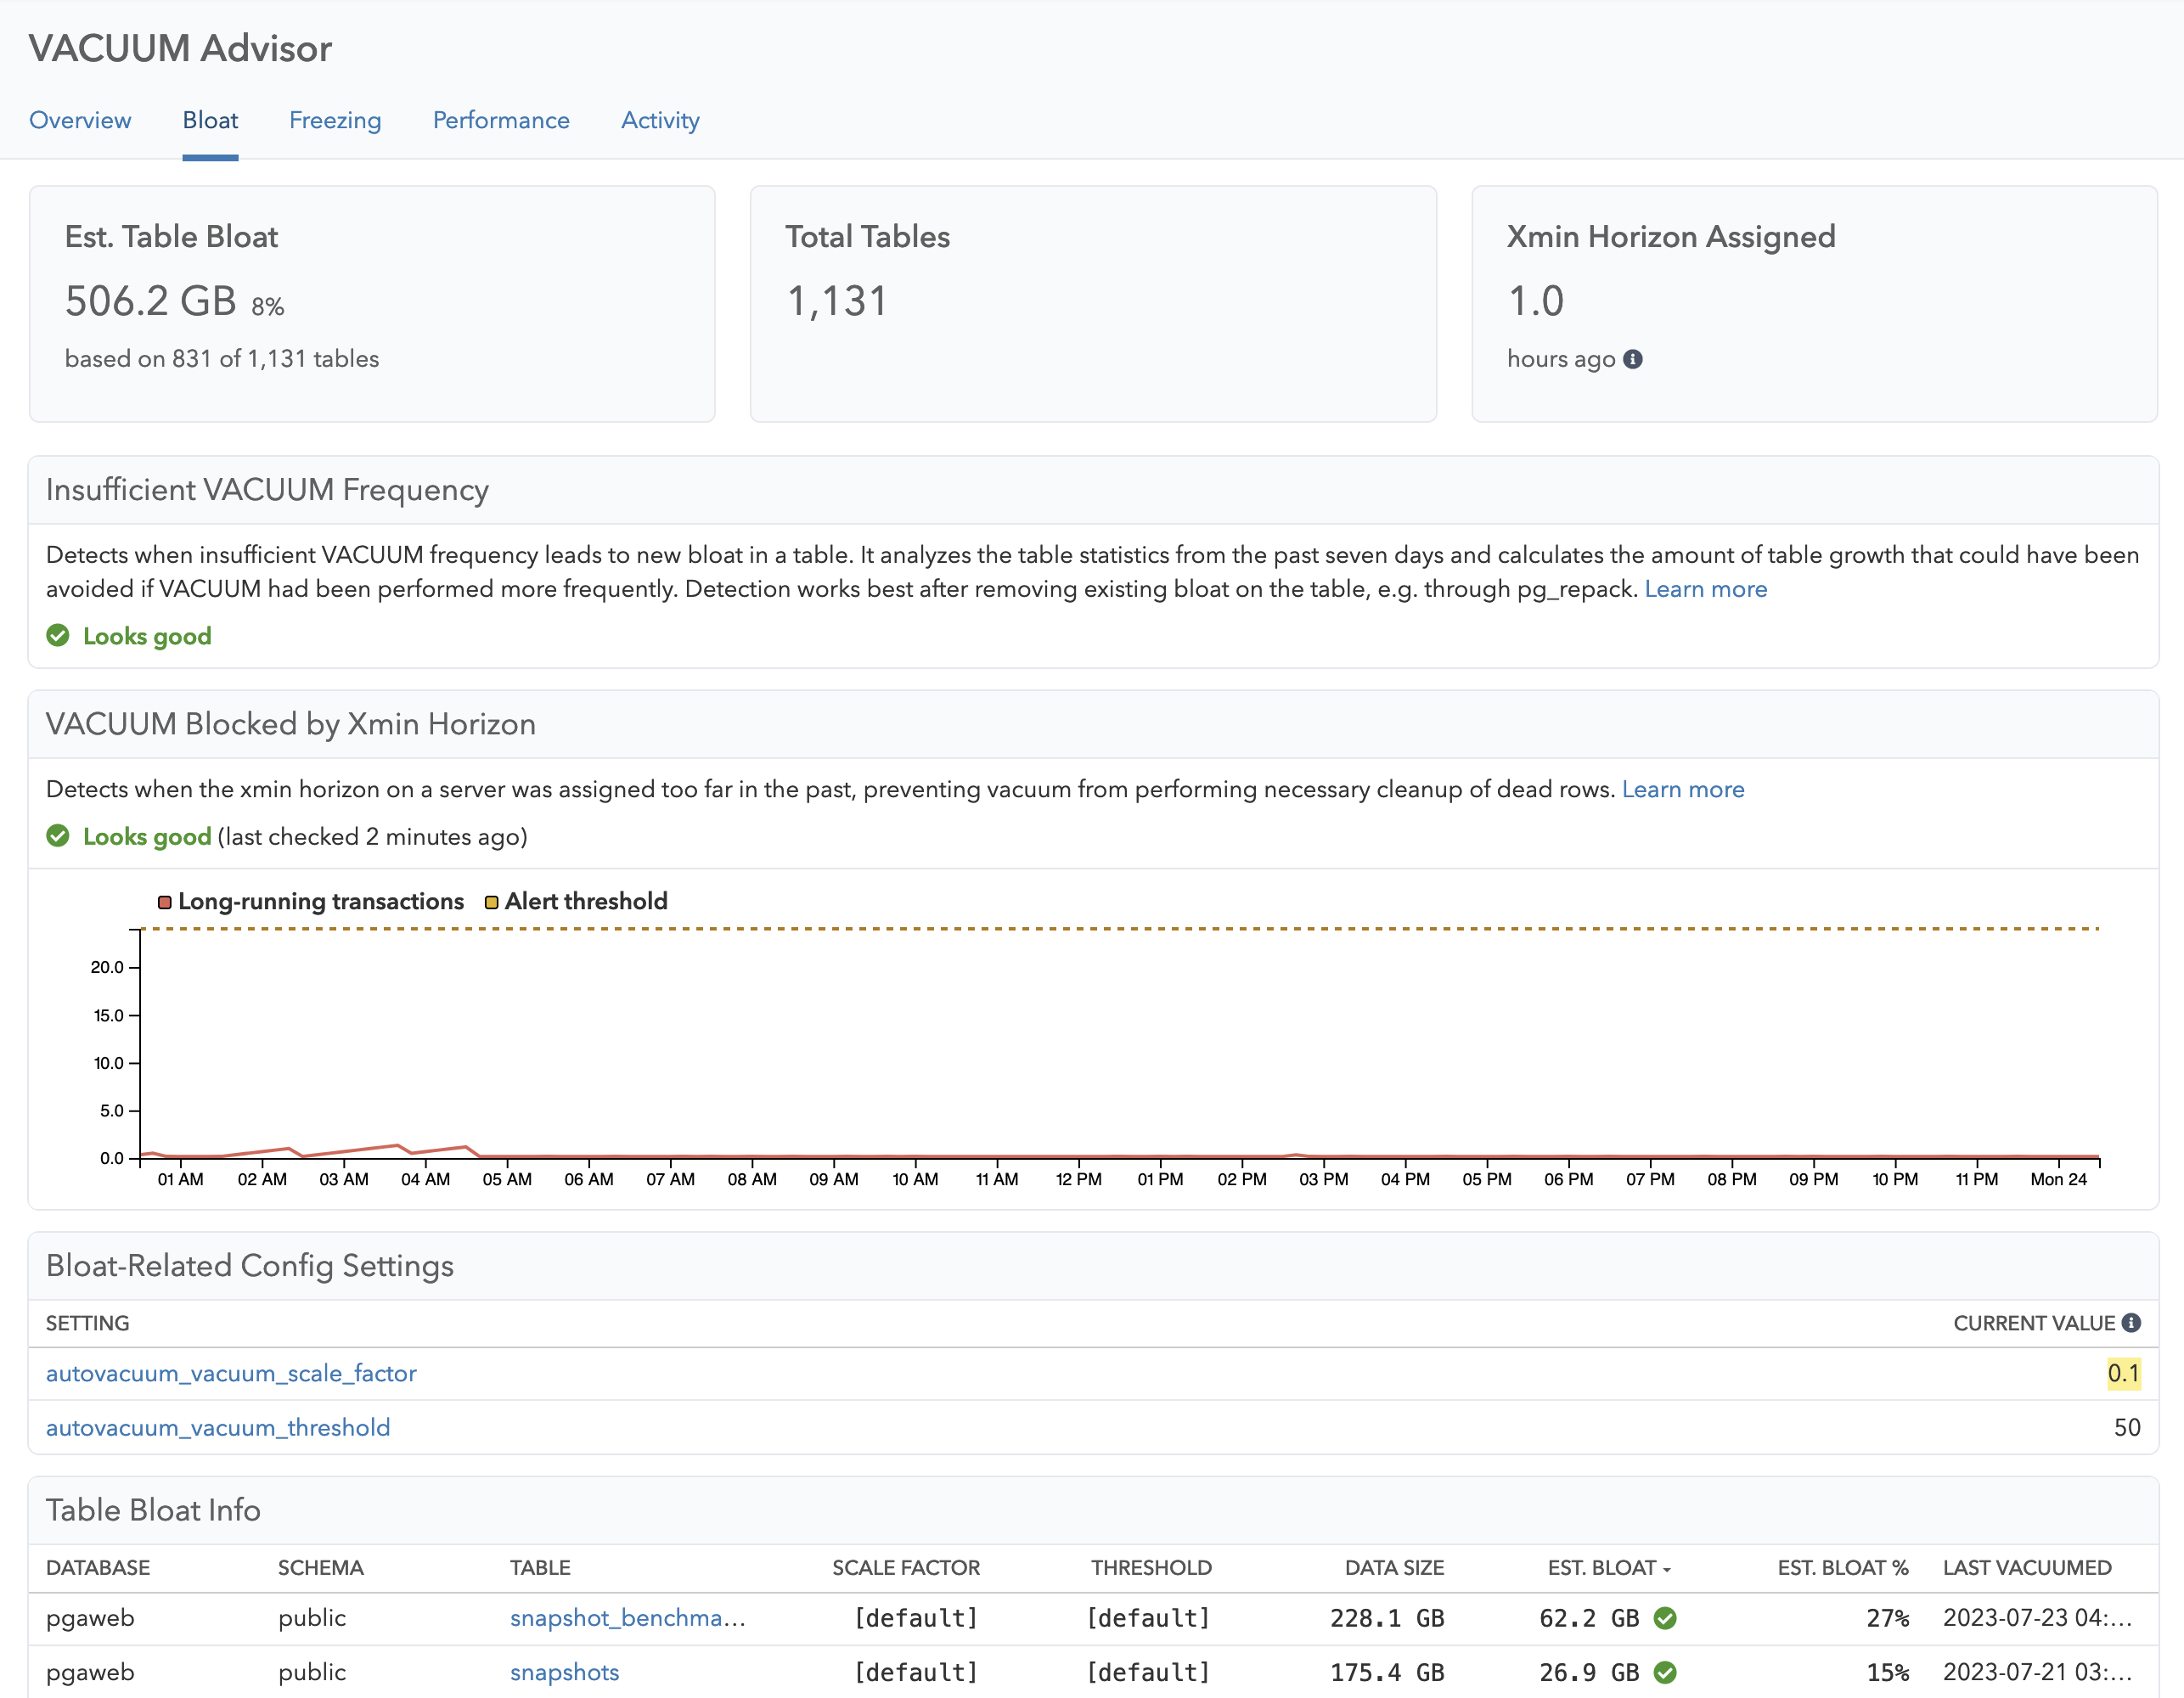 VACUUM Advisor
Overview Bloat Freezing Performance Activity
Est. Table Bloat
506.2 GB 8%
based on 831 of 1,131 tables
Total Tables
1,131
Xmin Horizon Assigned
1.0
hours ago
Insufficient VACUUM Frequency
Detects when insufficient VACUUM frequency leads to new bloat in a table. It analyzes the table statistics from the past seven days and calculates the amount of table growth that could have been
avoided if VACUUM had been performed more frequently. Detection works best after removing existing bloat on the table, e.g. through pg_repack. Learn more
Looks good
VACUUM Blocked by Xmin Horizon
Detects when the xmin horizon on a server was assigned too far in the past, preventing vacuum from performing necessary cleanup of dead rows. Learn more
Looks good (last checked 2 minutes ago)
Long-running transactions Alert threshold
20.0
15.0
10.0
5.0
0.0
01 AM 02 AM 03 AM 04 AM 05 AM 06 AM 07 AM 08 AM 09 AM 10 AM 11 AM 12 PM 01 PM 02 PM 03 PM 04 PM 05 PM 06 PM 07 PM 08 PM 09 PM 10 PM 11 PM Mon 24
Bloat-Related Config Settings
SETTING CURRENT VALUE
autovacuum_vacuum_scale_factor 0.1
autovacuum_vacuum_threshold 50
Table Bloat Info
DATABASE SCHEMA TABLE SCALE FACTOR THRESHOLD DATA SIZE EST. BLOAT EST. BLOAT % LAST VACUUMED
pgaweb public snapshot_benchma... [default] [default] 228.1 GB 62.2 GB 27% 2023-07-23 04:...
pgaweb public snapshots [default] [default] 175.4 GB 26.9 GB 15% 2023-07-21 03:...